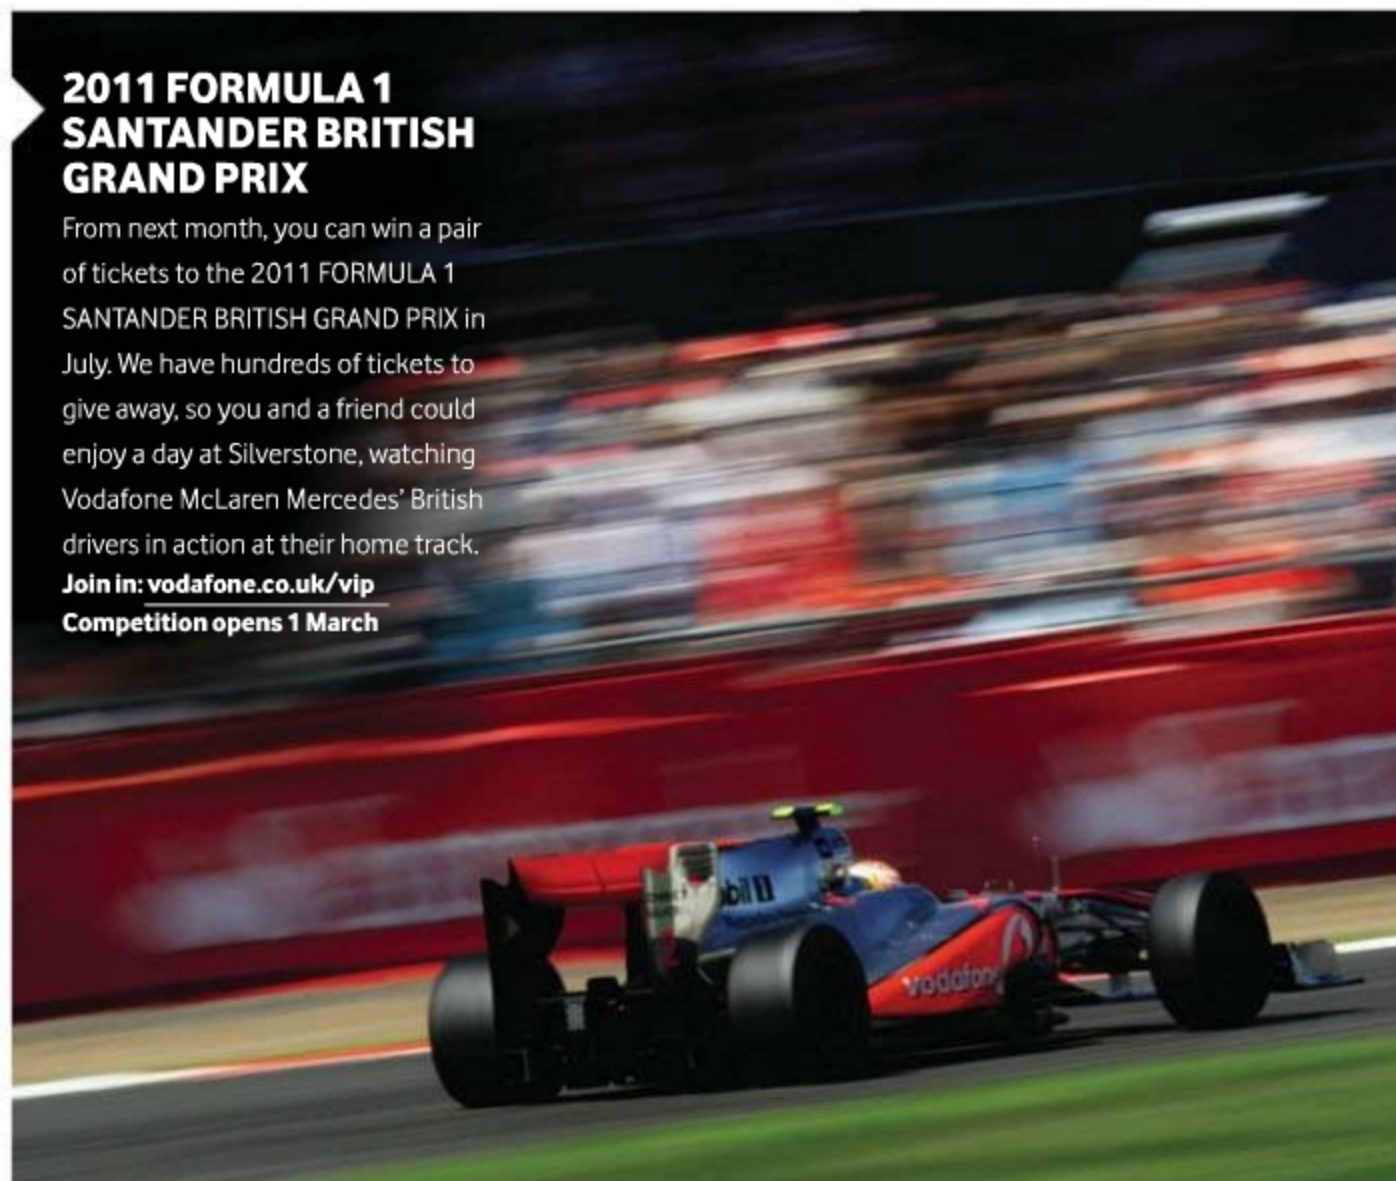 2011 FORMULA 1
SANTANDER BRITISH
GRAND PRIX
From next month, you can win a pair
of tickets to the 2011 FORMULA 1
SANTANDER BRITISH GRAND PRIX in
July. We have hundreds of tickets to
give away, so you and a friend could
enjoy a day at Silverstone, watching
Vodafone McLaren Mercedes’ British
drivers in action at their home track.
Join in: vodafone.co.uk/vip
Competition opens 1 March
bil 1
vodafone